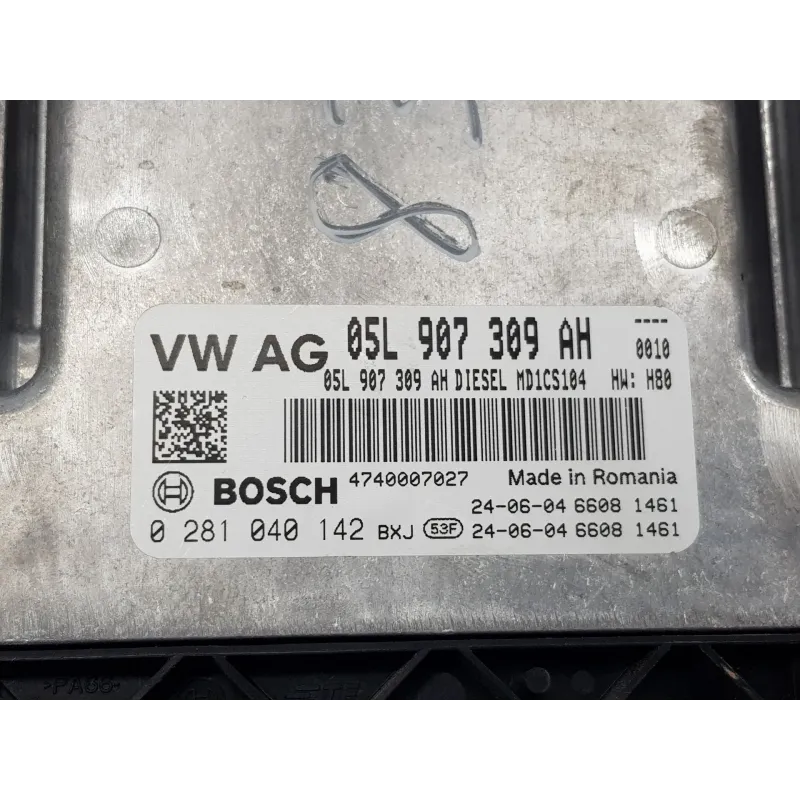 8
VW AG 05L 907 309 AH ----
0010
05L 907 309 AH DIESEL MD1CS104 HW: H80
4740007027 Made in Romania
BOSCH 24-06-04 6608 1461
0 281 040 142 BXJ 53F 24-06-04 6608 1461